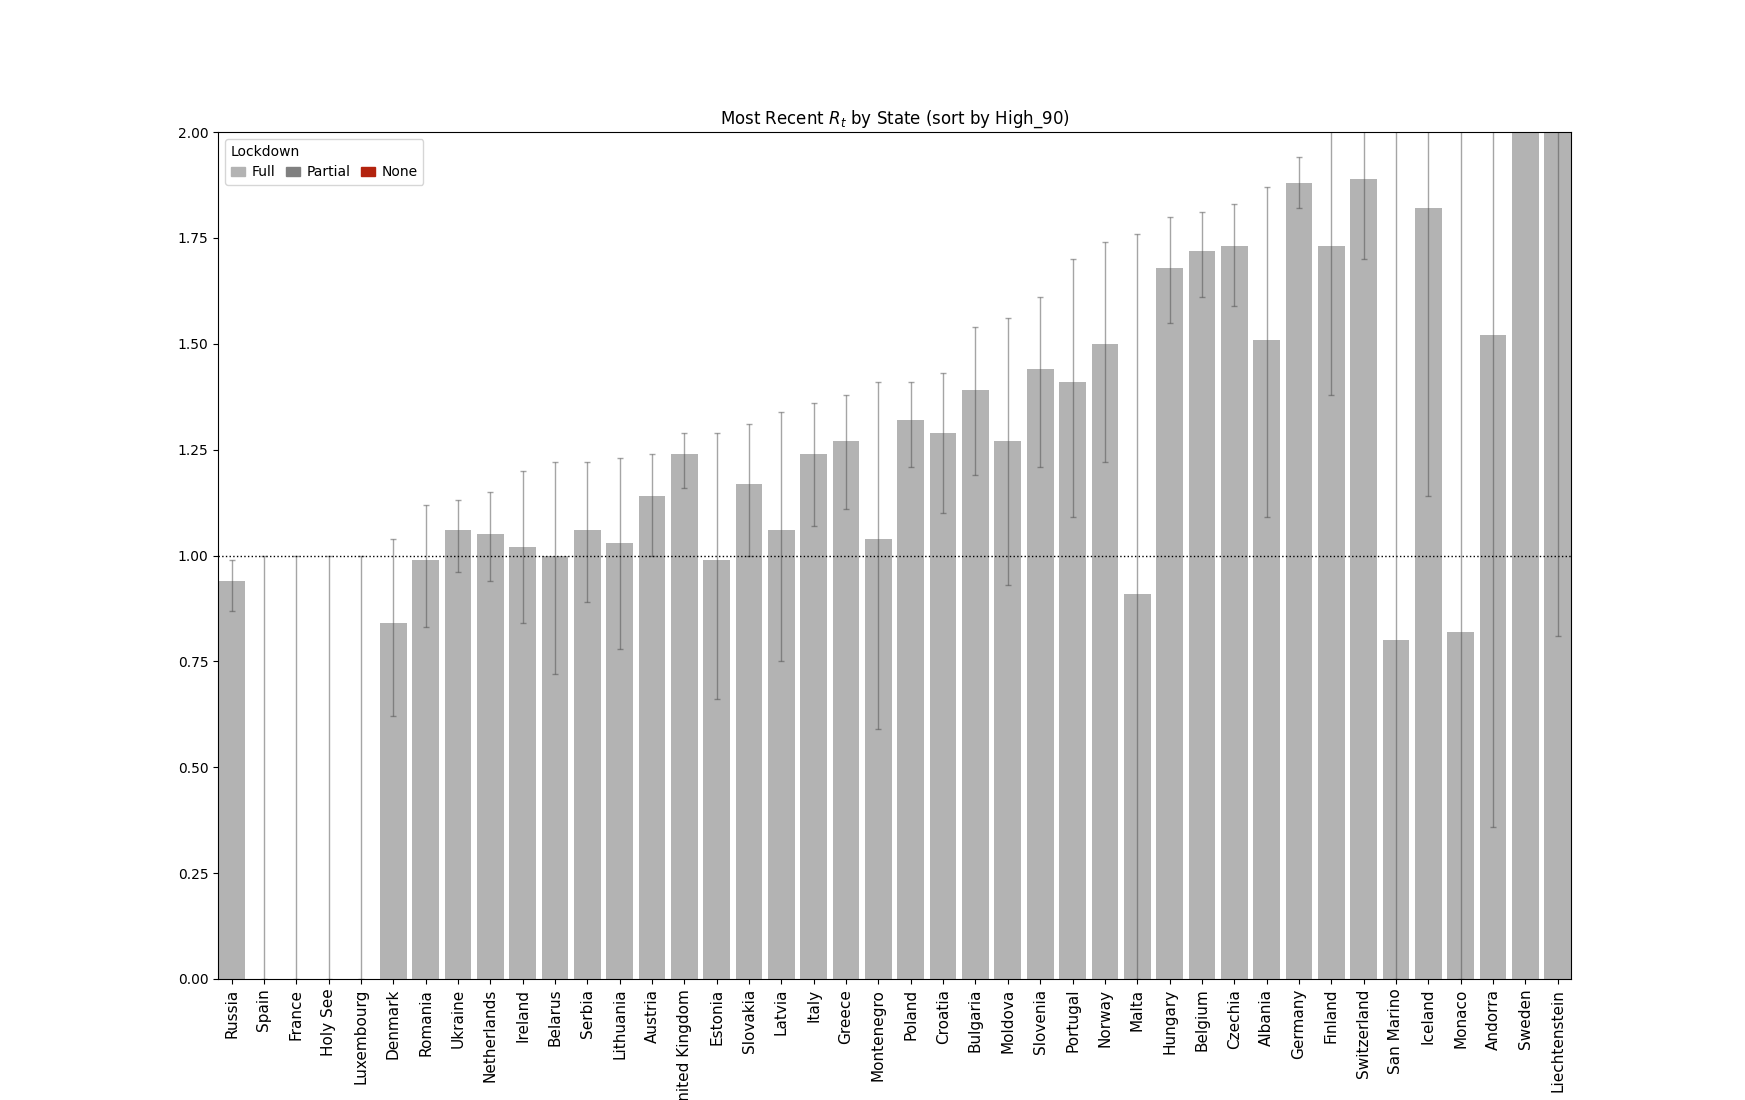 Most Recent R_t by State (sort by High_90)
Lockdown
Full Partial None
2.00
1.75
1.50
1.25
1.00
0.75
0.50
0.25
0.00
Russia
Spain
France
Holy See
Luxembourg
Denmark
Romania
Ukraine
Netherlands
Ireland
Belarus
Serbia
Lithuania
Austria
nited Kingdom
Estonia
Slovakia
Latvia
Italy
Greece
Montenegro
Poland
Croatia
Bulgaria
Moldova
Slovenia
Portugal
Norway
Malta
Hungary
Belgium
Czechia
Albania
Germany
Finland
Switzerland
San Marino
Iceland
Monaco
Andorra
Sweden
Liechtenstein